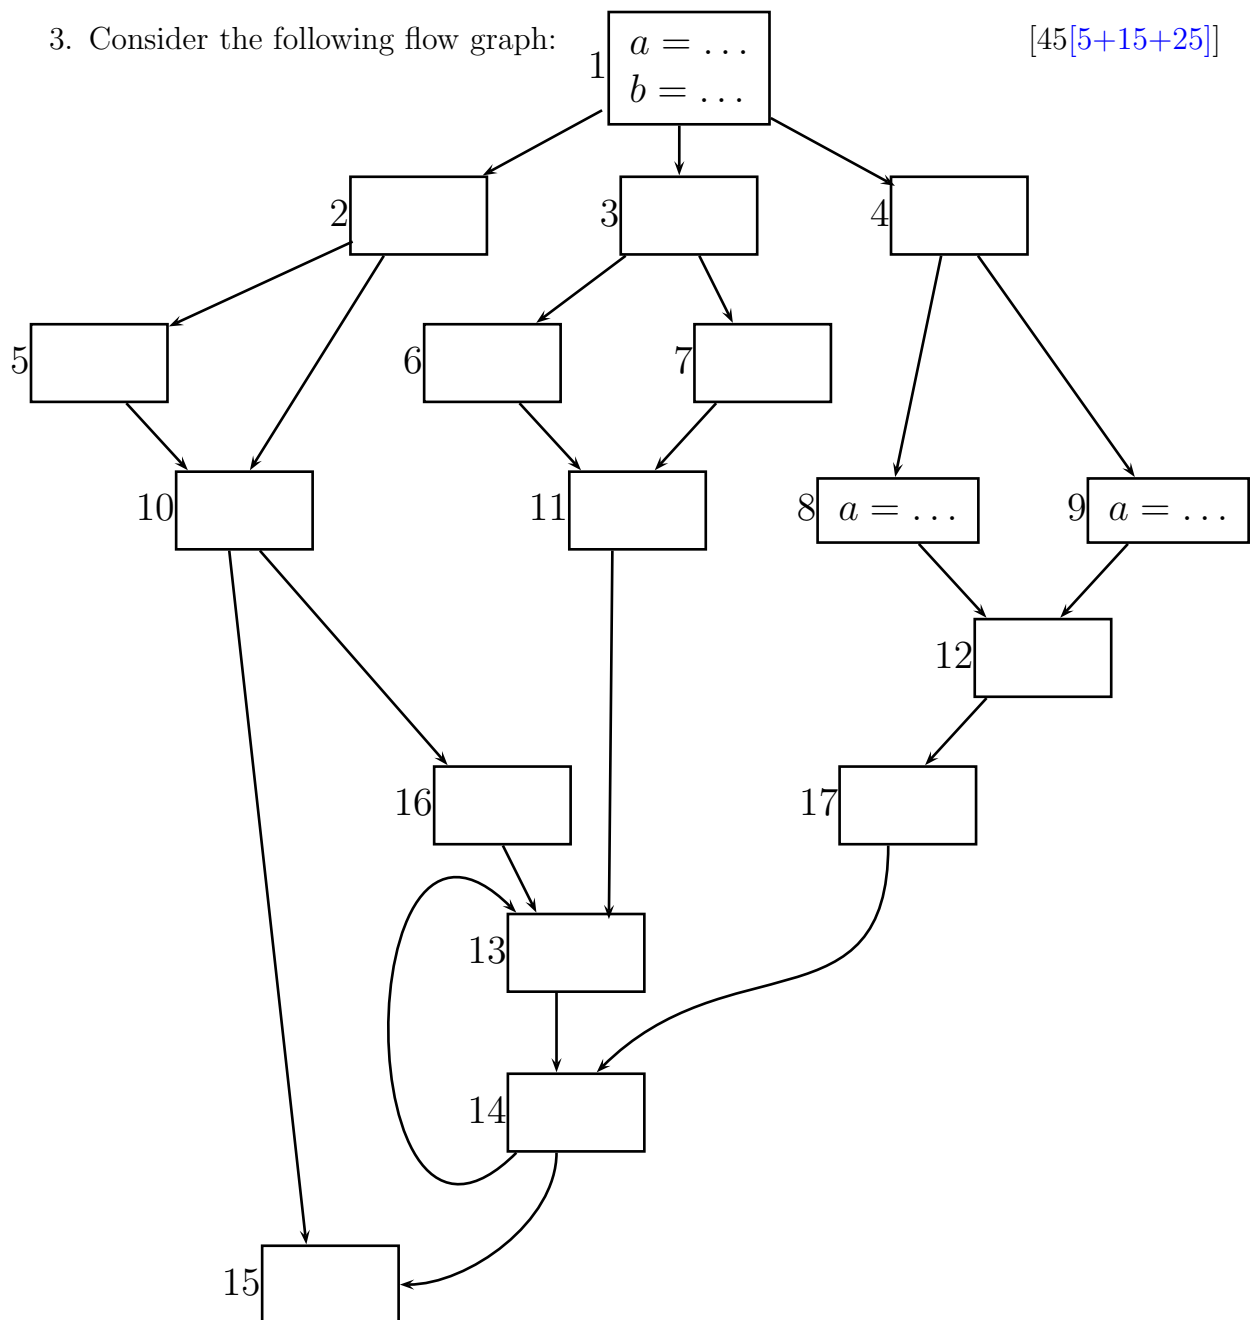 3. Consider the following flow graph: [45[5+15+25]]
1 a = ...
b = ...
2 3 4
5 6 7
10 11 8 a = ... 9 a = ...
12
16 17
13
14
15